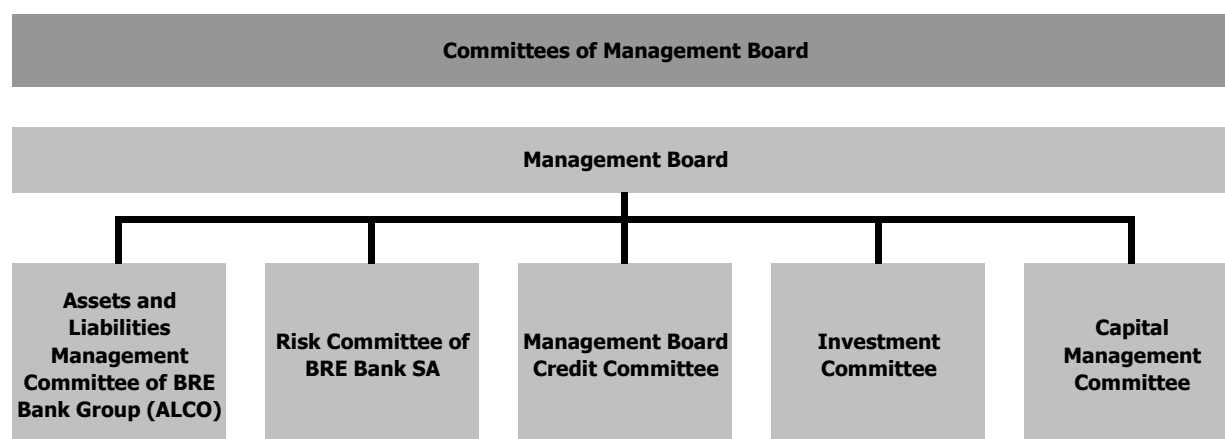 Committees of Management Board
Management Board
Assets and
Liabilities
Management
Committee of BRE
Bank Group (ALCO)
Risk Committee of
BRE Bank SA
Management Board
Credit Committee
Investment
Committee
Capital
Management
Committee